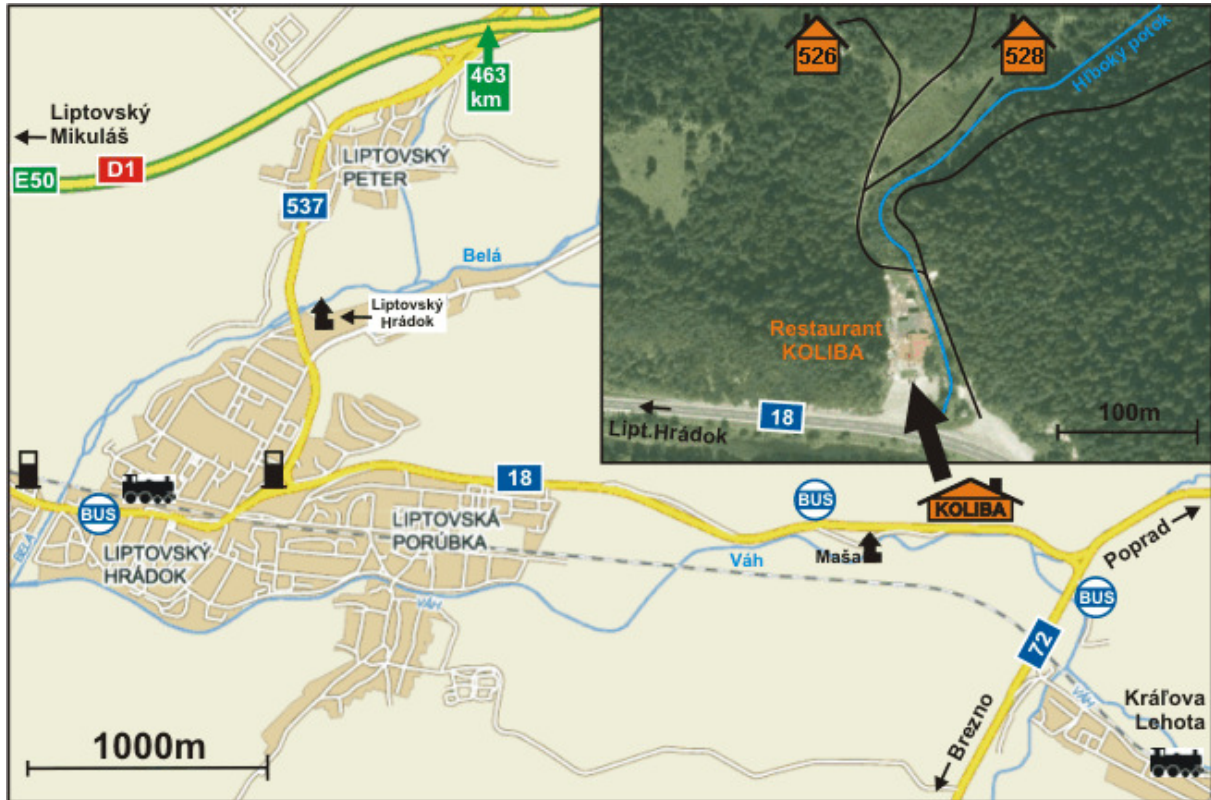 463
km
Liptovský
Mikuláš
E50
D1
LIPTOVSKÝ
PETER
537
Belá
Liptovský
Hrádok
526
528
Hlboký potok
Restaurant
KOLIBA
18
Lipt.Hrádok
100m
18
BUS
KOLIBA
BUS
LIPTOVSKÝ
HRÁDOK
BELÁ
LIPTOVSKÁ
PORÚBKA
Váh
Maša
Poprad
BUS
VÁH
72
VÁH
Kráľova
Lehota
Brezno
1000m